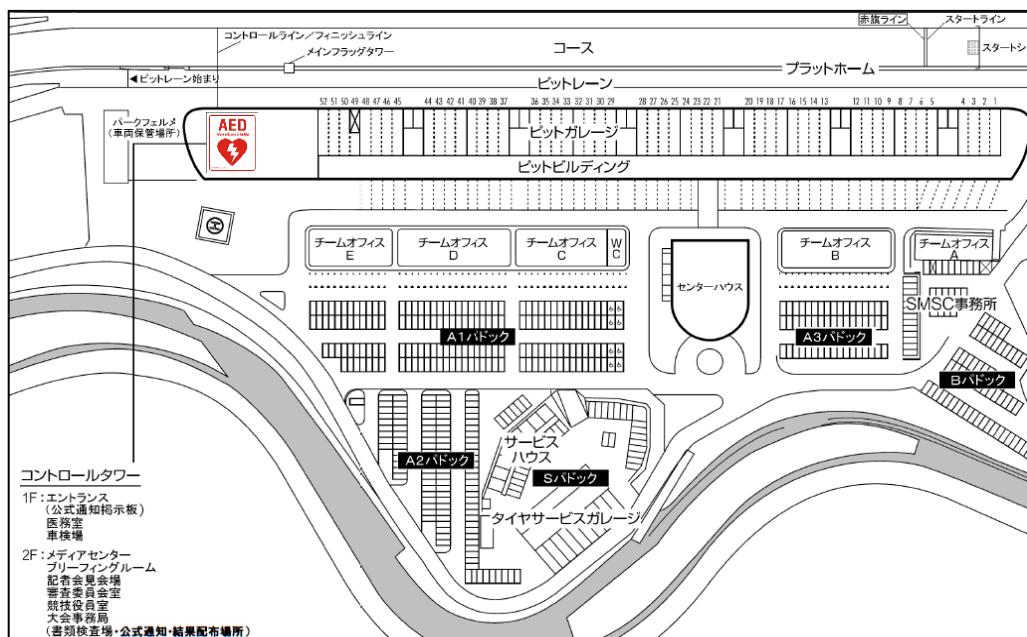 コントロールライン／フィニッシュライン
メインフラッグタワー
赤旗ライン
スタートライン
スタートシ
コース
プラットホーム
◀ピットレーン始まり
ピットレーン
52 51 50 49 48 47 46 45 44 43 42 41 40 39 38 37 36 35 34 33 32 31 30 29 28 27 26 25 24 23 22 21 20 19 18 17 16 15 14 13 12 11 10 9 8 7 6 5 4 3 2 1
パークフェルメ
(車両保管場所)
AED
ピットガレージ
ピットビルディング
H
チームオフィス
E
チームオフィス
D
チームオフィス
C
WC
センターハウス
チームオフィス
B
チームオフィス
A
SMSC事務所
A1パドック
A3パドック
Bパドック
A2パドック
サービス
ハウス
Sパドック
タイヤサービスガレージ
コントロールタワー
1F：エントランス
(公式通知掲示板)
医務室
車検場
2F：メディアセンター
ブリーフィングルーム
記者会見会場
審査委員会室
競技役員室
大会事務局
(書類検査場・公式通知・結果配布場所)